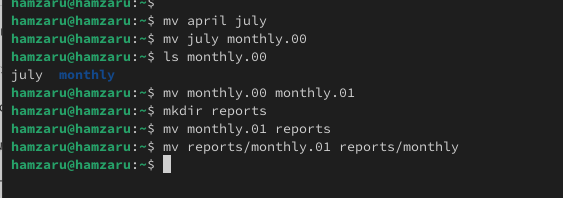 hamzaru@hamzaru:~$
hamzaru@hamzaru:~$ mv april july
hamzaru@hamzaru:~$ mv july monthly.00
hamzaru@hamzaru:~$ ls monthly.00
july  monthly
hamzaru@hamzaru:~$ mv monthly.00 monthly.01
hamzaru@hamzaru:~$ mkdir reports
hamzaru@hamzaru:~$ mv monthly.01 reports
hamzaru@hamzaru:~$ mv reports/monthly.01 reports/monthly
hamzaru@hamzaru:~$